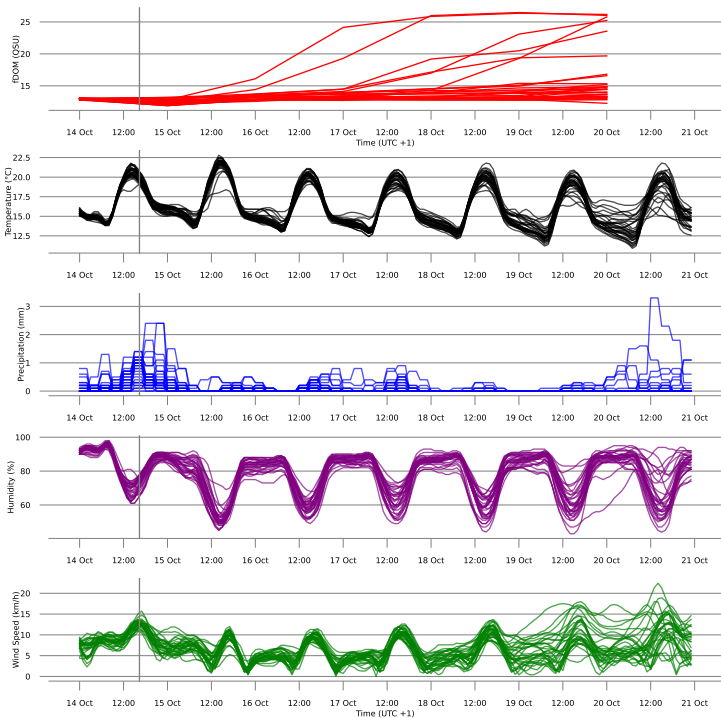 fDOM (QSU)
25
20
15
14 Oct 12:00 15 Oct 12:00 16 Oct 12:00 17 Oct 12:00 18 Oct 12:00 19 Oct 12:00 20 Oct 12:00 21 Oct
Time (UTC +1)
Temperature (°C)
22.5
20.0
17.5
15.0
12.5
14 Oct 12:00 15 Oct 12:00 16 Oct 12:00 17 Oct 12:00 18 Oct 12:00 19 Oct 12:00 20 Oct 12:00 21 Oct
Precipitation (mm)
3
2
1
0
14 Oct 12:00 15 Oct 12:00 16 Oct 12:00 17 Oct 12:00 18 Oct 12:00 19 Oct 12:00 20 Oct 12:00 21 Oct
Humidity (%)
100
80
60
14 Oct 12:00 15 Oct 12:00 16 Oct 12:00 17 Oct 12:00 18 Oct 12:00 19 Oct 12:00 20 Oct 12:00 21 Oct
Wind Speed (km/h)
20
15
10
5
0
14 Oct 12:00 15 Oct 12:00 16 Oct 12:00 17 Oct 12:00 18 Oct 12:00 19 Oct 12:00 20 Oct 12:00 21 Oct
Time (UTC +1)